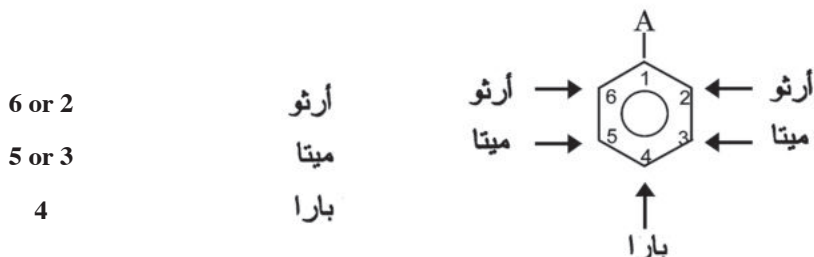 A
6 or 2 أرثو
5 or 3 ميتا
4 بارا
أرثو 6 1 2 أرثو
ميتا 5 4 3 ميتا
بارا